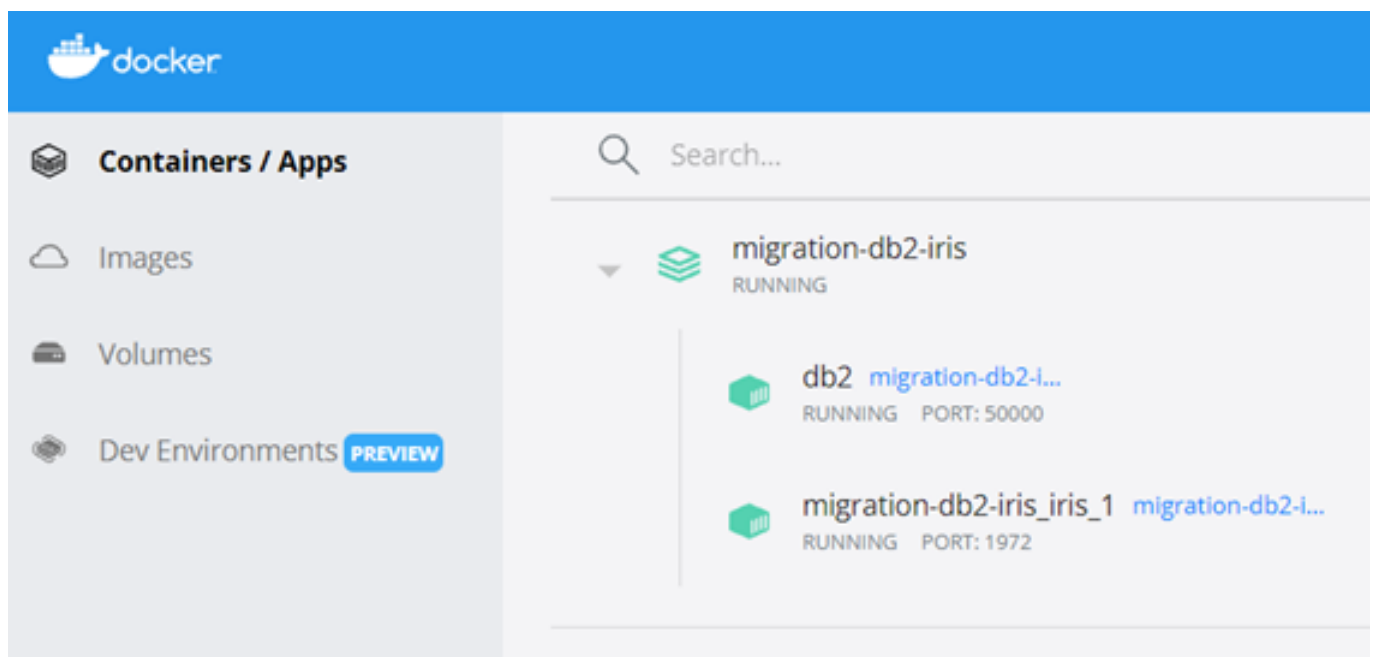 docker
Containers / Apps
Images
Volumes
Dev Environments PREVIEW
Search...
migration-db2-iris
RUNNING
db2 migration-db2-i...
RUNNING PORT: 50000
migration-db2-iris_iris_1 migration-db2-i...
RUNNING PORT: 1972